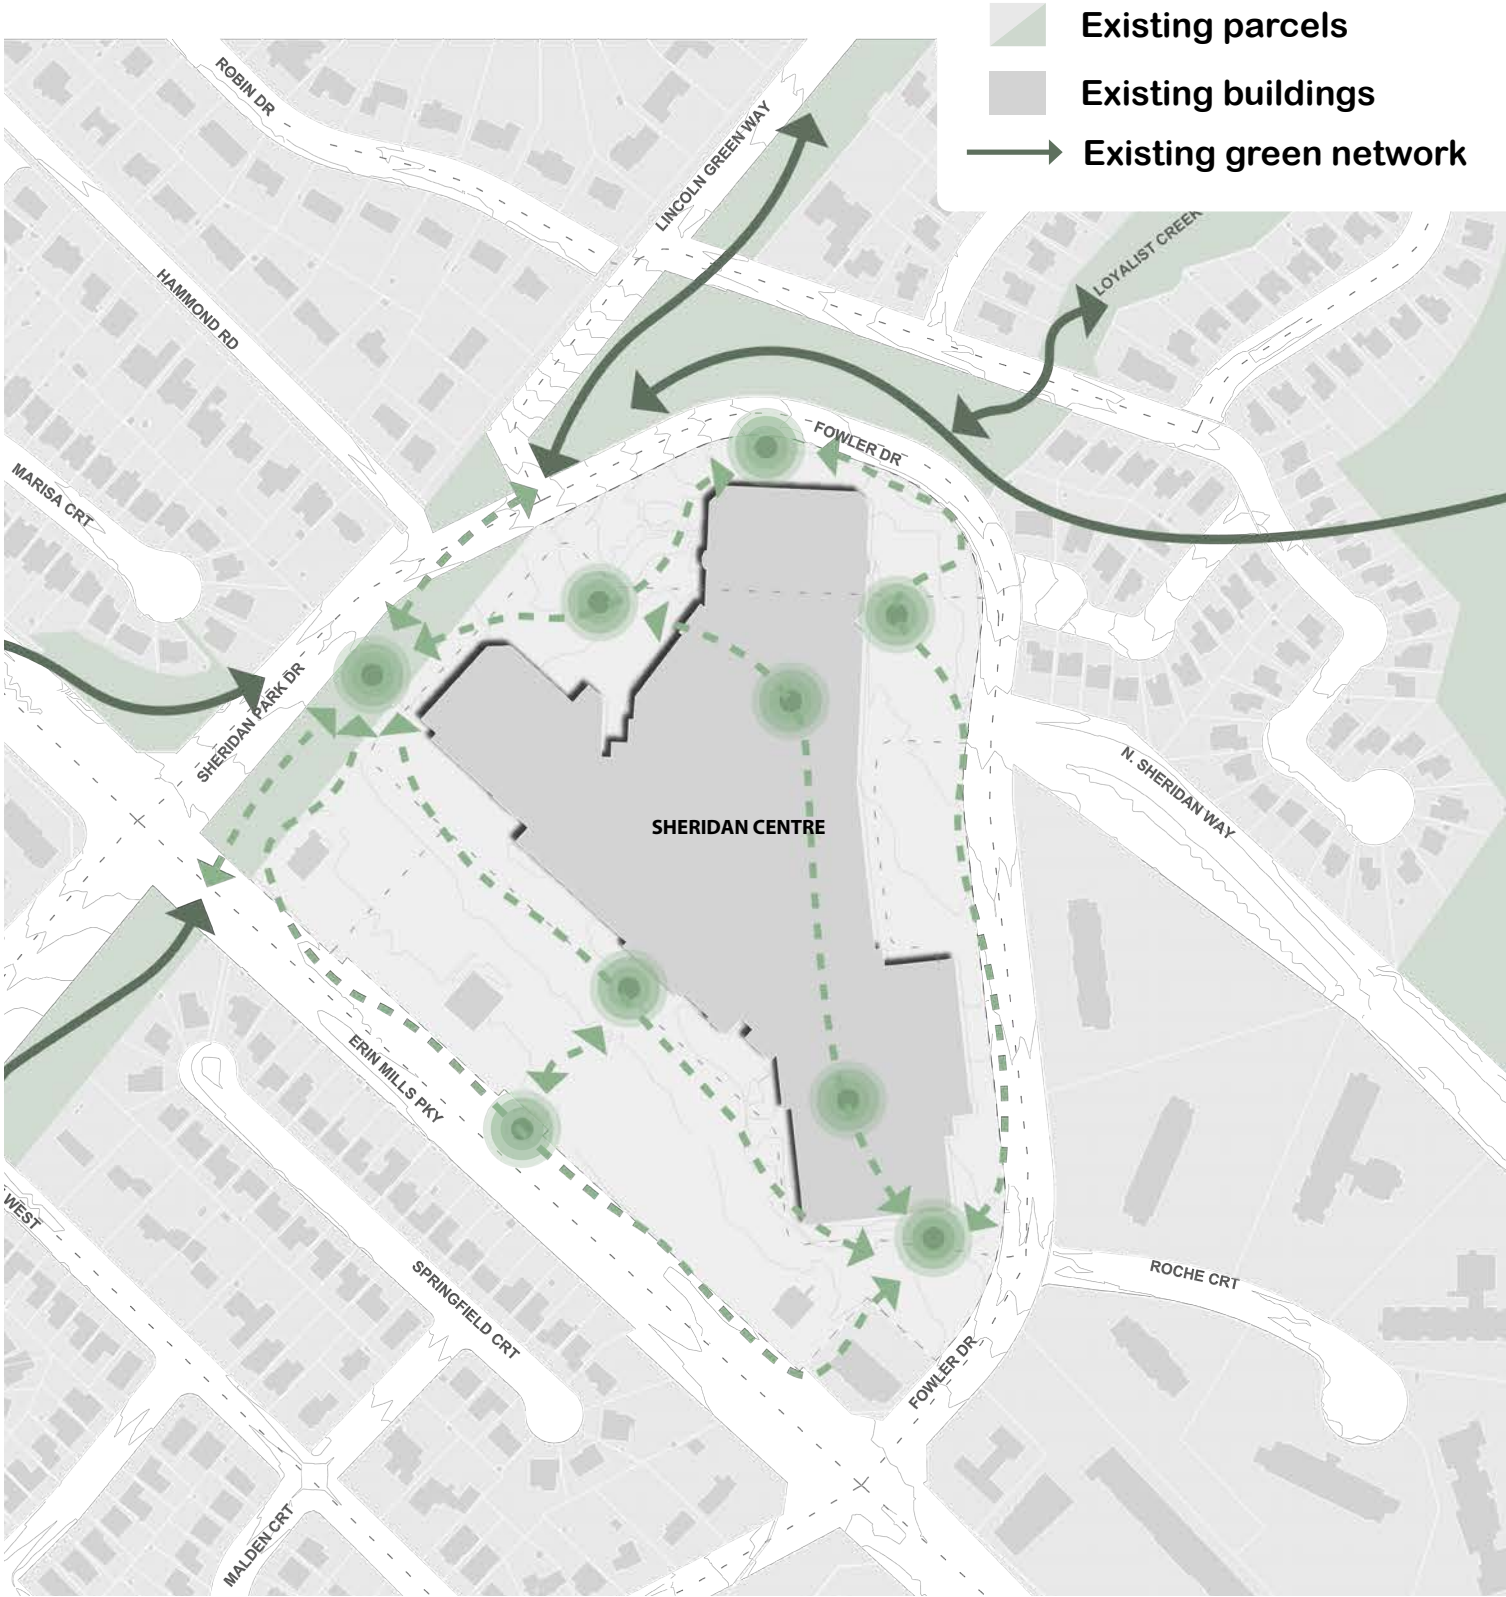 Existing parcels
Existing buildings
Existing green network
ROBIN DR
LINCOLN GREEN WAY
LOYALIST CREEK
HAMMOND RD
FOWLER DR
MARISA CRT
SHERIDAN PARK DR
N. SHERIDAN WAY
SHERIDAN CENTRE
ERIN MILLS PKY
WEST
ROCHE CRT
SPRINGFIELD CRT
FOWLER DR
MALDEN CRT